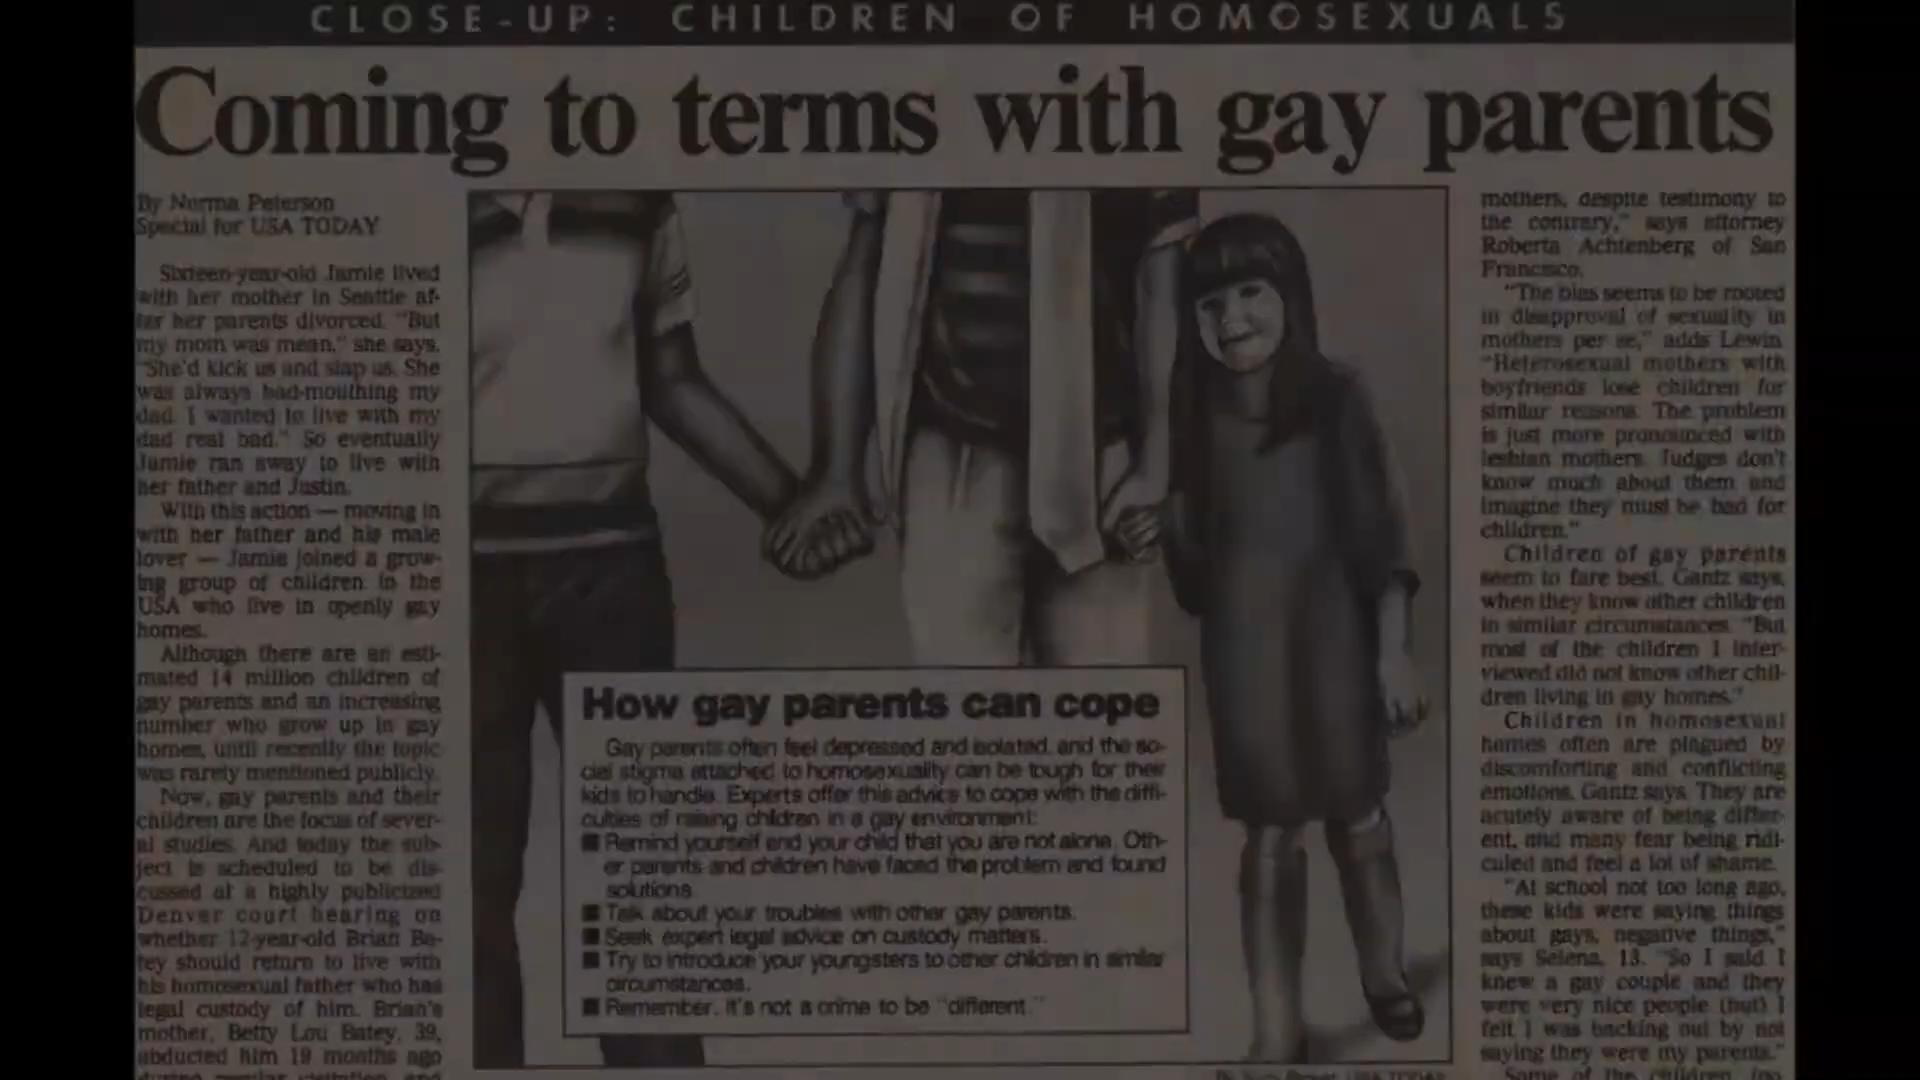 CLOSE-UP: CHILDREN OF HOMOSEXUALS
Coming to terms with gay parents
By Norma Peterson
Special for USA TODAY
Sixteen-year-old Jamie lived
with her mother in Seattle af-
ter her parents divorced. "But
my mom was mean," she says.
"She'd kick us and slap us. She
was always bad-mouthing my
dad. I wanted to live with my
dad real bad." So eventually
Jamie ran away to live with
her father and Justin.
With this action — moving in
with her father and his male
lover — Jamie joined a grow-
ing group of children in the
USA who live in openly gay
homes.
Although there are an esti-
mated 14 million children of
gay parents and an increasing
number who grow up in gay
homes, until recently the topic
was rarely mentioned publicly.
Now, gay parents and their
children are the focus of sever-
al studies. And today the sub-
ject is scheduled to be dis-
cussed at a highly publicized
Denver court hearing on
whether 12-year-old Brian Ba-
tey should return to live with
his homosexual father who has
legal custody of him. Brian's
mother, Betty Lou Batey, 39,
abducted him 19 months ago
How gay parents can cope
Gay parents often feel depressed and isolated, and the so-
cial stigma attached to homosexuality can be tough for their
kids to handle. Experts offer this advice to cope with the diffi-
culties of raising children in a gay environment:
■ Remind yourself and your child that you are not alone. Oth-
er parents and children have faced the problem and found
solutions.
■ Talk about your troubles with other gay parents.
■ Seek expert legal advice on custody matters.
■ Try to introduce your youngsters to other children in similar
circumstances.
■ Remember: It's not a crime to be "different."
USA TODAY
mothers, despite testimony to
the contrary," says attorney
Roberta Achtenberg of San
Francisco.
"The bias seems to be rooted
in disapproval of sexuality in
mothers per se," adds Lewin.
"Heterosexual mothers with
boyfriends lose children for
similar reasons. The problem
is just more pronounced with
lesbian mothers. Judges don't
know much about them and
imagine they must be bad for
children."
Children of gay parents
seem to fare best, Gantz says,
when they know other children
in similar circumstances. "But
most of the children I inter-
viewed did not know other chil-
dren living in gay homes."
Children in homosexual
homes often are plagued by
discomforting and conflicting
emotions, Gantz says. They are
acutely aware of being differ-
ent, and many fear being ridi-
culed and feel a lot of shame.
"At school not too long ago,
these kids were saying things
about gays, negative things,"
says Selena, 13. "So I said I
knew a gay couple and they
were very nice people (but) I
felt I was backing out by not
saying they were my parents."
Some of the children, too,